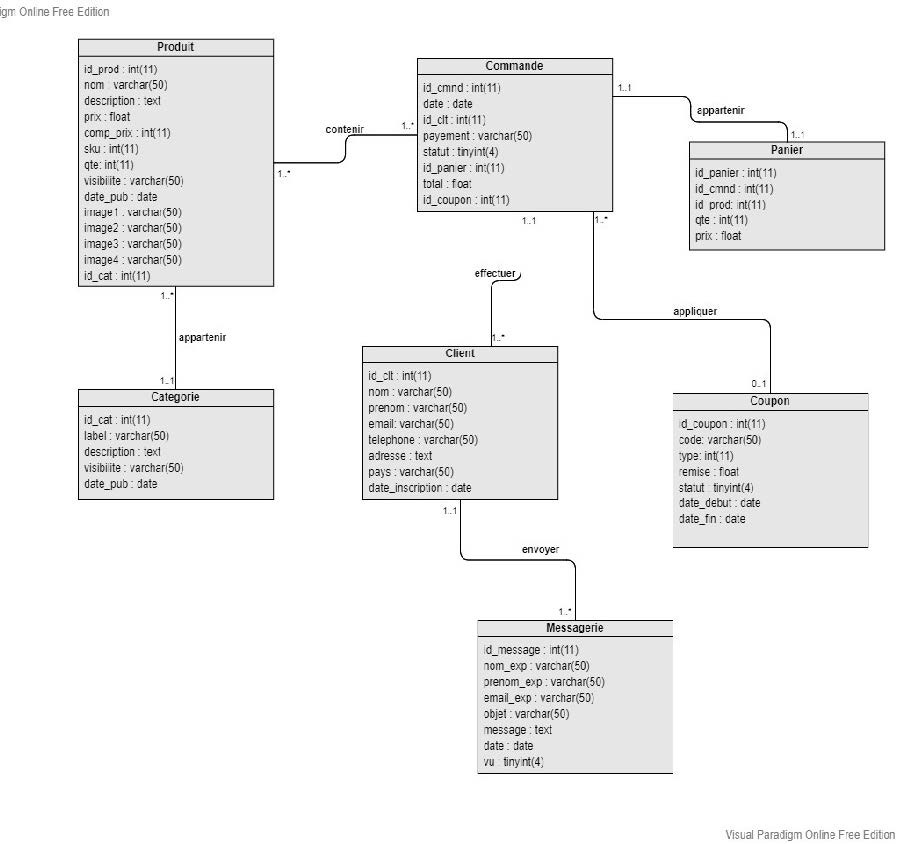 igm Online Free Edition
Produit
id_prod : int(11)
nom : varchar(50)
description : text
prix : float
comp_prix : int(11)
sku : int(11)
qte: int(11)
visibilite : varchar(50)
date_pub : date
image1 : varchar(50)
image2 : varchar(50)
image3 : varchar(50)
image4 : varchar(50)
id_cat : int(11)
contenir
1..*
1..*
Commande
id_cmnd : int(11)
date : date
id_clt : int(11)
payement : varchar(50)
statut : tinyint(4)
id_panier : int(11)
total : float
id_coupon : int(11)
1..1
appartenir
1..1
Panier
id_panier : int(11)
id_cmnd : int(11)
id_prod: int(11)
qte : int(11)
prix : float
1..1
1..*
effectuer
1..*
appliquer
0..1
1..*
appartenir
1..1
Categorie
id_cat : int(11)
label : varchar(50)
description : text
visibilite : varchar(50)
date_pub : date
Client
id_clt : int(11)
nom : varchar(50)
prenom : varchar(50)
email: varchar(50)
telephone : varchar(50)
adresse : text
pays : varchar(50)
date_inscription : date
Coupon
id_coupon : int(11)
code: varchar(50)
type: int(11)
remise : float
statut : tinyint(4)
date_debut : date
date_fin : date
1..1
envoyer
1..*
Messagerie
id_message : int(11)
nom_exp : varchar(50)
prenom_exp : varchar(50)
email_exp : varchar(50)
objet : varchar(50)
message : text
date : date
vu : tinyint(4)
Visual Paradigm Online Free Edition